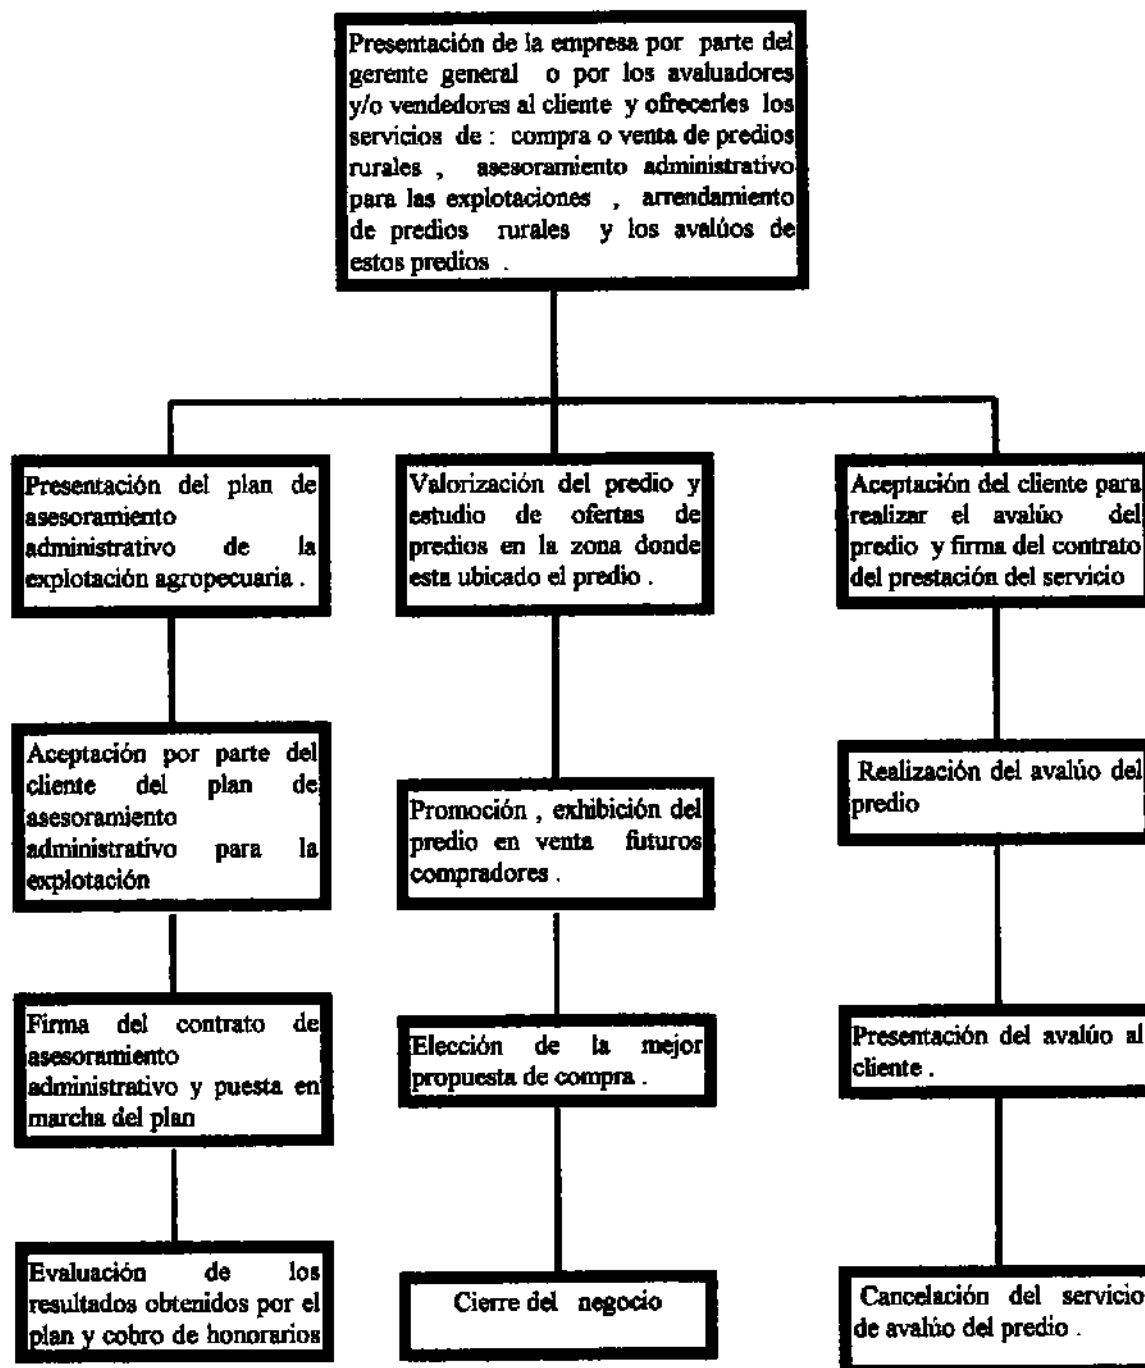 Presentación de la empresa por parte del
gerente general o por los avaluadores
y/o vendedores al cliente y ofrecerles los
servicios de : compra o venta de predios
rurales , asesoramiento administrativo
para las explotaciones , arrendamiento
de predios rurales y los avalúos de
estos predios .
Presentación del plan de
asesoramiento
administrativo de la
explotación agropecuaria .
Aceptación por parte del
cliente del plan de
asesoramiento
administrativo para la
explotación
Firma del contrato de
asesoramiento
administrativo y puesta en
marcha del plan
Evaluación de los
resultados obtenidos por el
plan y cobro de honorarios
Valorización del predio y
estudio de ofertas de
predios en la zona donde
esta ubicado el predio .
Promoción , exhibición del
predio en venta futuros
compradores .
Elección de la mejor
propuesta de compra .
Cierre del negocio
Aceptación del cliente para
realizar el avalúo del
predio y firma del contrato
del prestación del servicio
Realización del avalúo del
predio
Presentación del avalúo al
cliente .
Cancelación del servicio
de avalúo del predio .